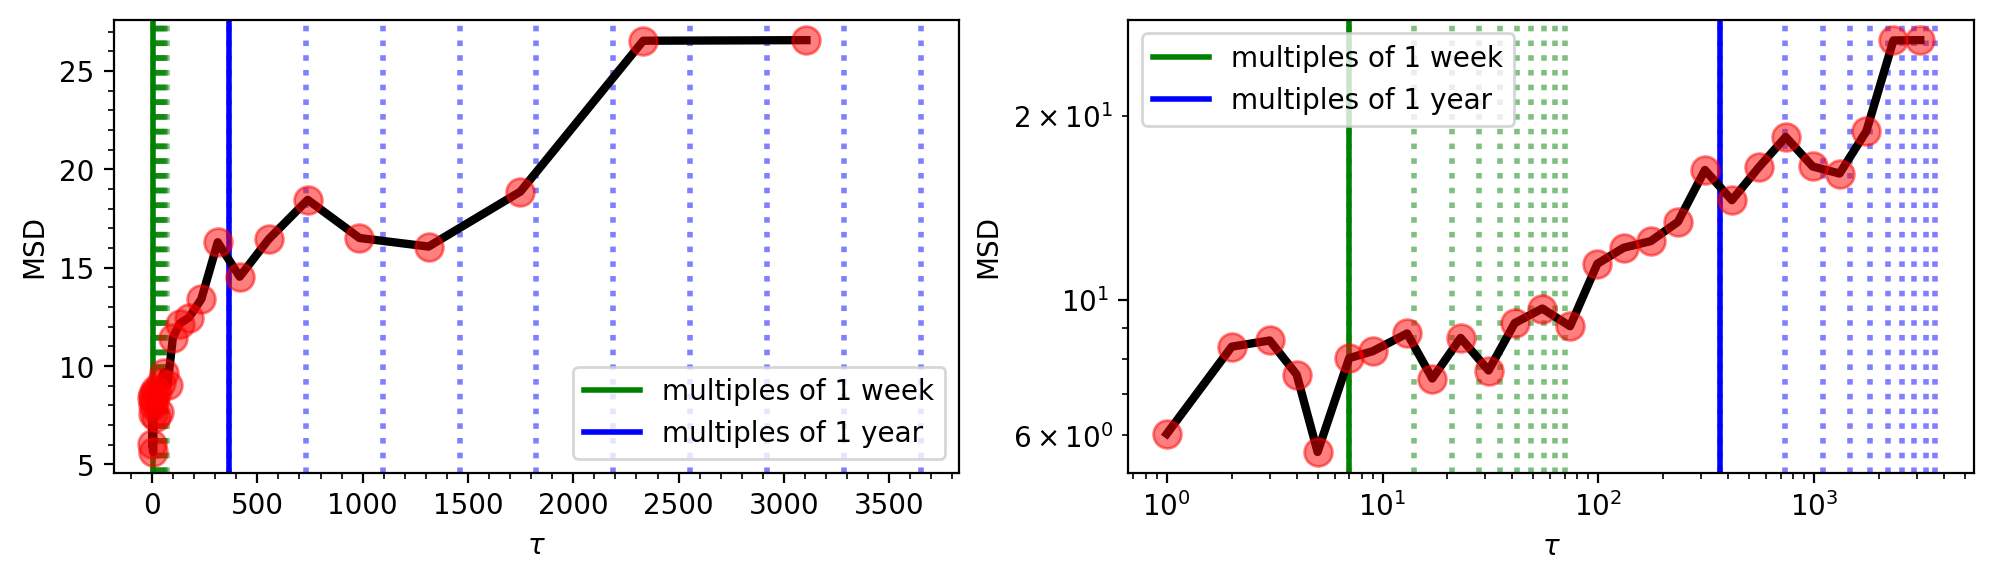 MSD
25
20
15
10
5
0 500 1000 1500 2000 2500 3000 3500
τ
multiples of 1 week
multiples of 1 year
MSD
2 × 10¹
10¹
6 × 10⁰
10⁰ 10¹ 10² 10³
τ
multiples of 1 week
multiples of 1 year